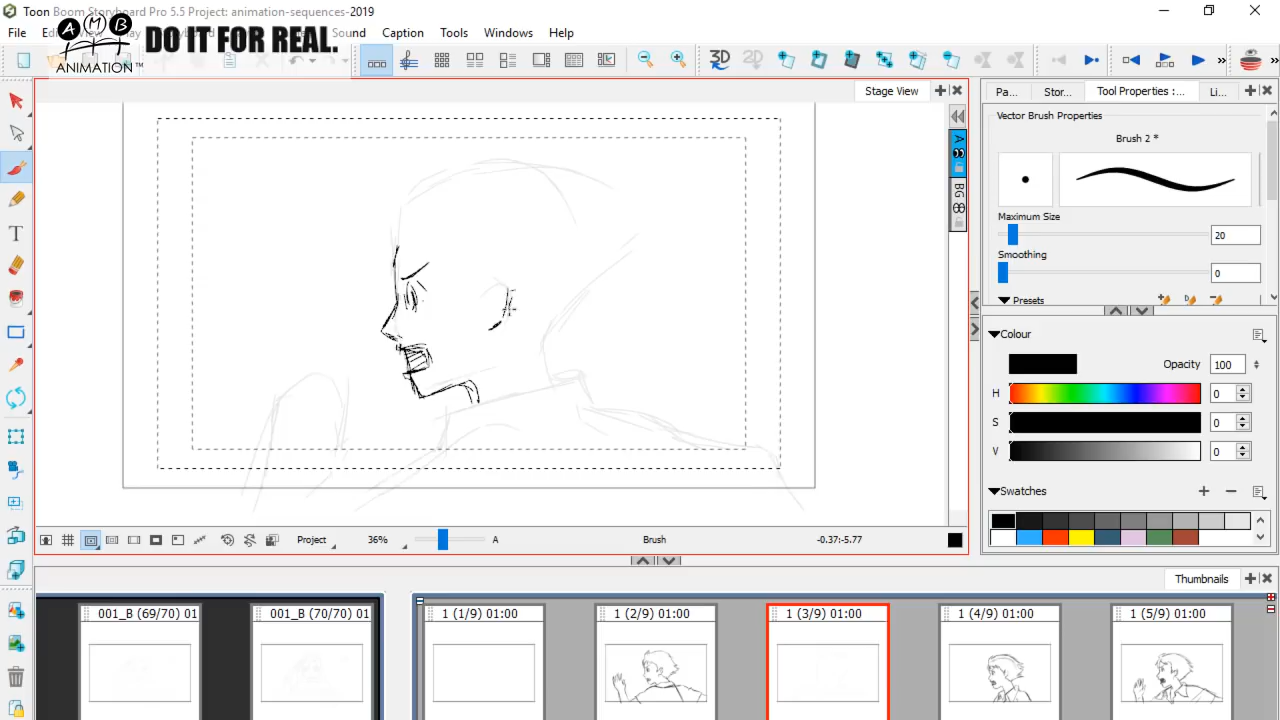 Toon Boom Storyboard Pro 5.5 Project: animation-sequences-2019
File
Sound Caption Tools Windows Help
AMB
ANIMATION™
DO IT FOR REAL.
3D 2D
Stage View
Pa... Stor... Tool Properties :... Li...
Vector Brush Properties
Brush 2 *
Maximum Size
20
Smoothing
0
Presets
A
BG
Colour
Opacity 100
H 0
S 0
V 0
Swatches
Project 36% A Brush -0.37:-5.77
Thumbnails
001_B (69/70) 01 001_B (70/70) 01 1 (1/9) 01:00 1 (2/9) 01:00 1 (3/9) 01:00 1 (4/9) 01:00 1 (5/9) 01:00